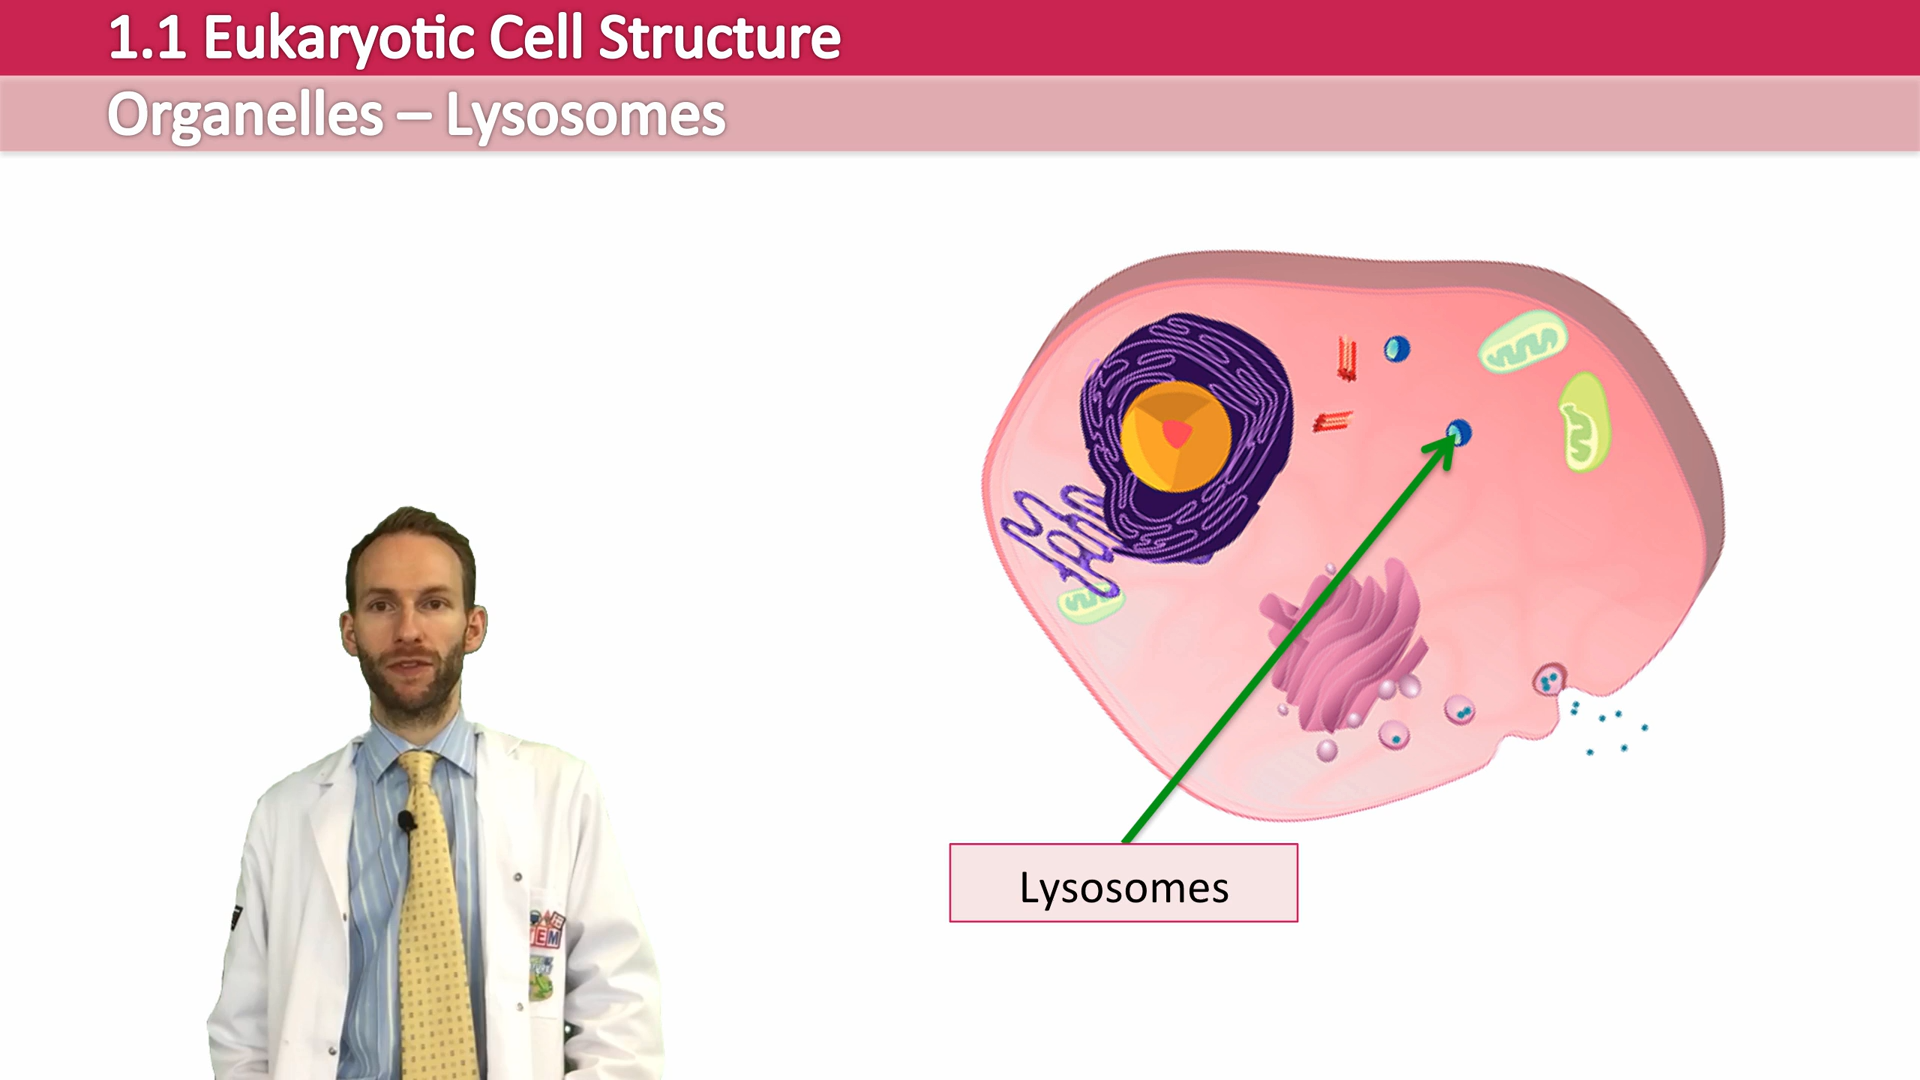 1.1 Eukaryotic Cell Structure
Organelles – Lysosomes
Lysosomes